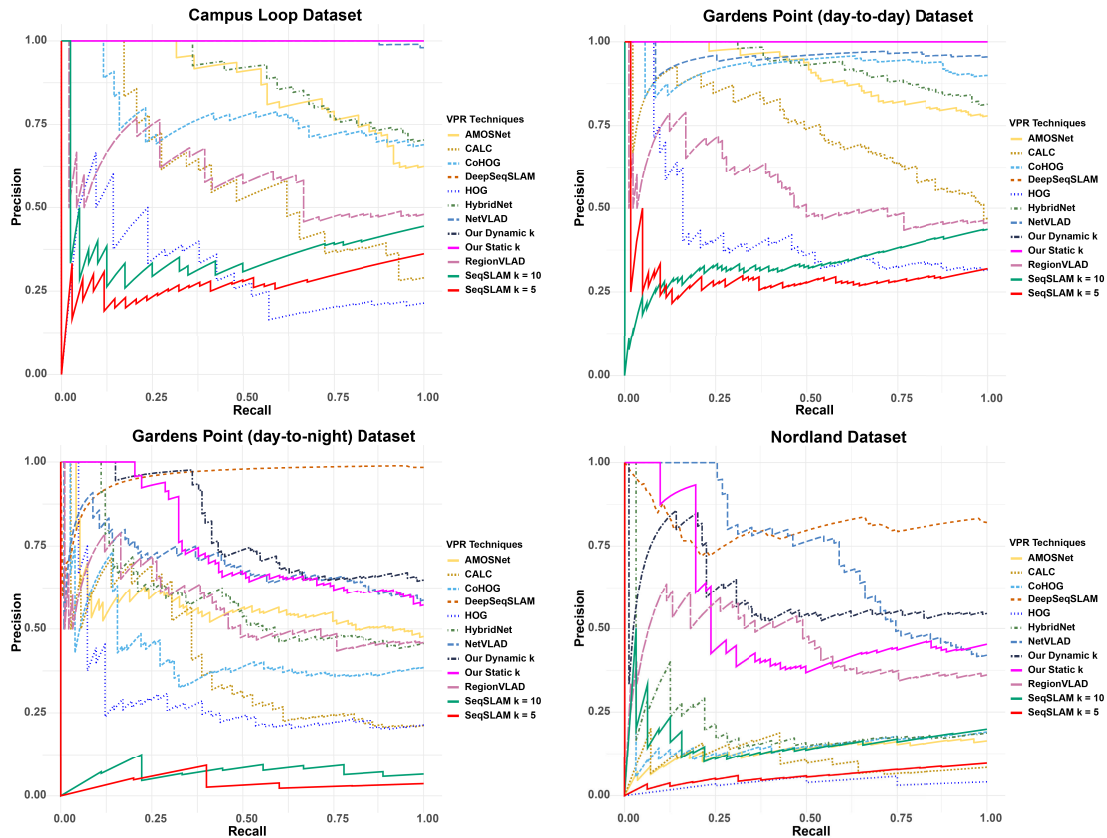 Campus Loop Dataset
Precision
1.00
0.75
0.50
0.25
0.00
0.00
0.25
0.50
0.75
1.00
Recall
VPR Techniques
AMOSNet
CALC
CoHOG
DeepSeqSLAM
HOG
HybridNet
NetVLAD
Our Dynamic k
Our Static k
RegionVLAD
SeqSLAM k = 10
SeqSLAM k = 5
Gardens Point (day-to-day) Dataset
Precision
1.00
0.75
0.50
0.25
0.00
0.00
0.25
0.50
0.75
1.00
Recall
VPR Techniques
AMOSNet
CALC
CoHOG
DeepSeqSLAM
HOG
HybridNet
NetVLAD
Our Dynamic k
Our Static k
RegionVLAD
SeqSLAM k = 10
SeqSLAM k = 5
Gardens Point (day-to-night) Dataset
Precision
1.00
0.75
0.50
0.25
0.00
0.00
0.25
0.50
0.75
1.00
Recall
VPR Techniques
AMOSNet
CALC
CoHOG
DeepSeqSLAM
HOG
HybridNet
NetVLAD
Our Dynamic k
Our Static k
RegionVLAD
SeqSLAM k = 10
SeqSLAM k = 5
Nordland Dataset
Precision
1.00
0.75
0.50
0.25
0.00
0.00
0.25
0.50
0.75
1.00
Recall
VPR Techniques
AMOSNet
CALC
CoHOG
DeepSeqSLAM
HOG
HybridNet
NetVLAD
Our Dynamic k
Our Static k
RegionVLAD
SeqSLAM k = 10
SeqSLAM k = 5